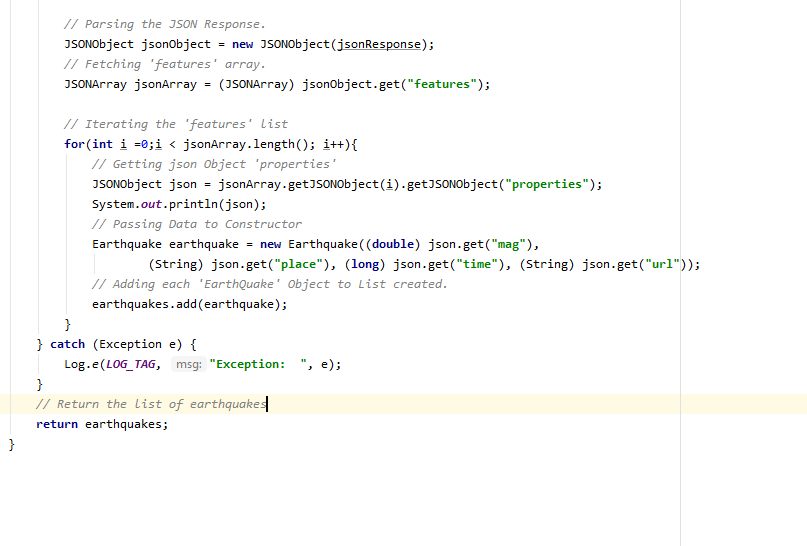 // Parsing the JSON Response.
JSONObject jsonObject = new JSONObject(jsonResponse);
// Fetching 'features' array.
JSONArray jsonArray = (JSONArray) jsonObject.get("features");
// Iterating the 'features' list
for(int i =0;i < jsonArray.length(); i++){
// Getting json Object 'properties'
JSONObject json = jsonArray.getJSONObject(i).getJSONObject("properties");
System.out.println(json);
// Passing Data to Constructor
Earthquake earthquake = new Earthquake((double) json.get("mag"),
(String) json.get("place"), (long) json.get("time"), (String) json.get("url"));
// Adding each 'EarthQuake' Object to List created.
earthquakes.add(earthquake);
}
} catch (Exception e) {
Log.e(LOG_TAG, msg: "Exception:  ", e);
}
// Return the list of earthquakes
return earthquakes;
}